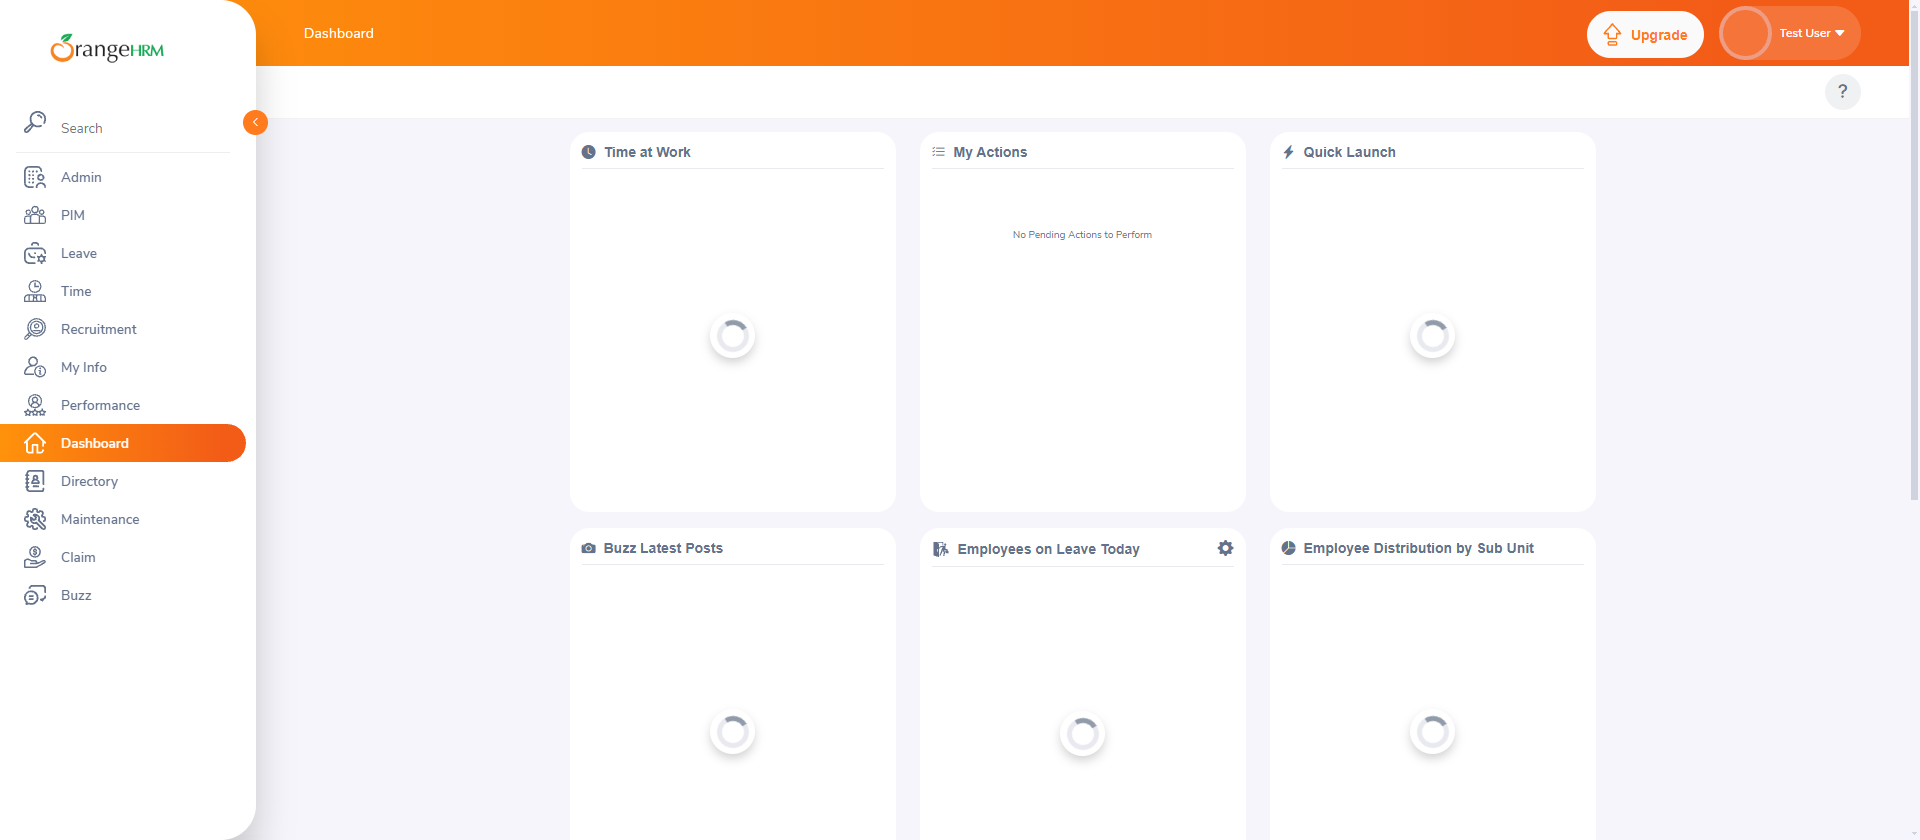 OrangeHRM
Dashboard
Upgrade
Test User
?
Search
Admin
PIM
Leave
Time
Recruitment
My Info
Performance
Dashboard
Directory
Maintenance
Claim
Buzz
Time at Work
My Actions
No Pending Actions to Perform
Quick Launch
Buzz Latest Posts
Employees on Leave Today
Employee Distribution by Sub Unit